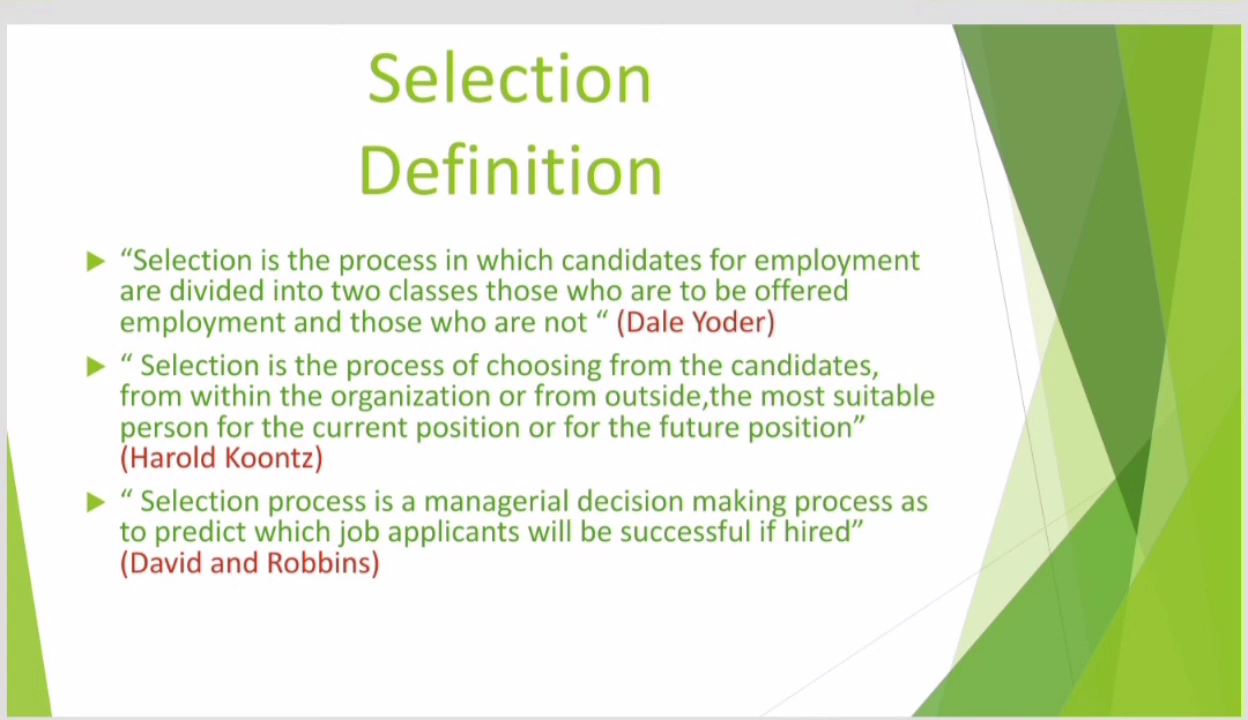 Selection
Definition
“Selection is the process in which candidates for employment
are divided into two classes those who are to be offered
employment and those who are not “ (Dale Yoder)
“ Selection is the process of choosing from the candidates,
from within the organization or from outside,the most suitable
person for the current position or for the future position”
(Harold Koontz)
“ Selection process is a managerial decision making process as
to predict which job applicants will be successful if hired”
(David and Robbins)